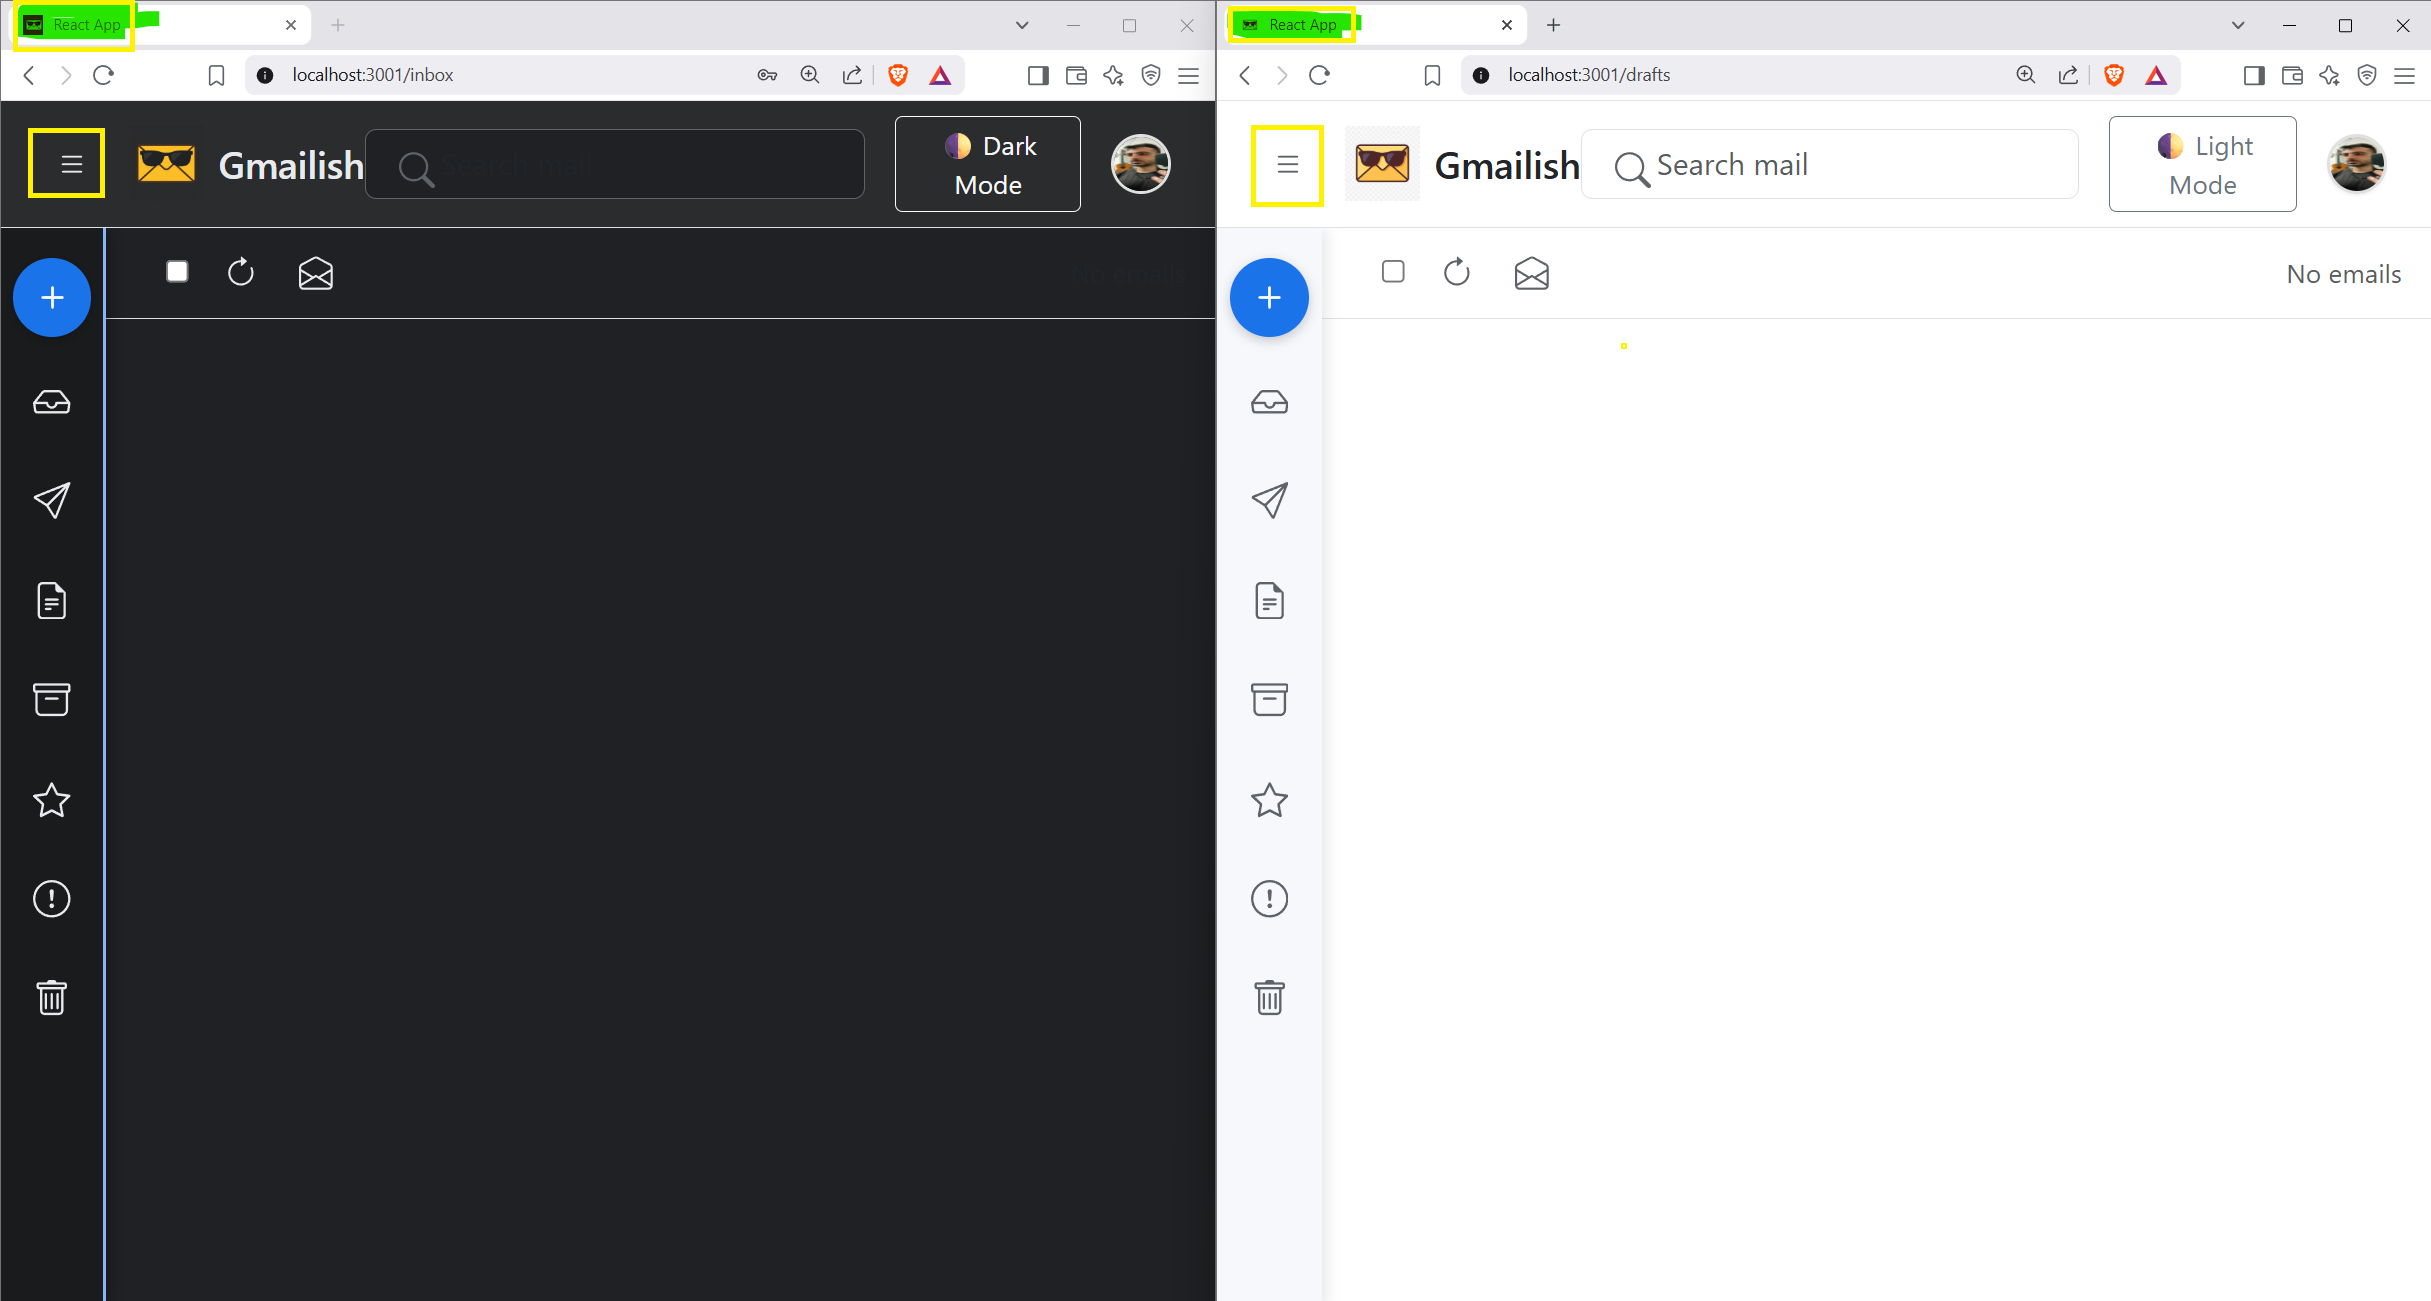 React App
localhost:3001/inbox
Gmailish
Search mail
Dark
Mode
No emails
React App
localhost:3001/drafts
Gmailish
Search mail
Light
Mode
No emails